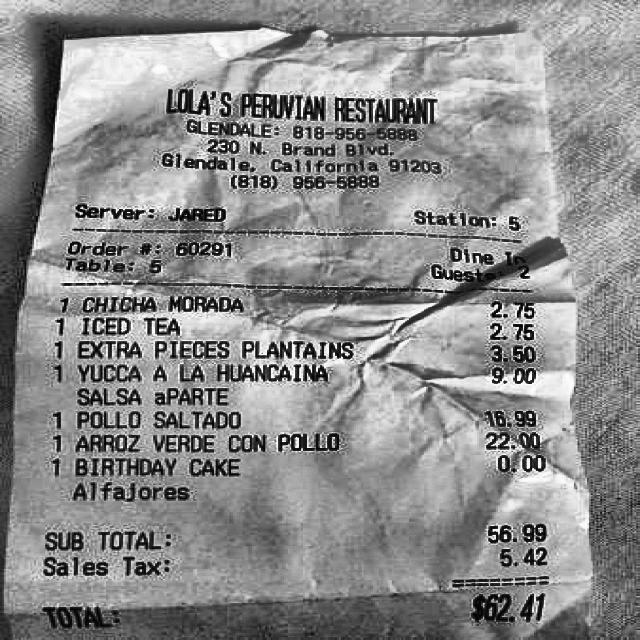 LOLA'S PERUVIAN RESTAURANT
GLENDALE: 818-956-5888
230 N. Brand Blvd.
Glendale, California 91203
(818) 956-5888
Server: JARED Station: 5
Order #: 60291 Dine In
Table: 5 Guests: 2
1 CHICHA MORADA 2.75
1 ICED TEA 2.75
1 EXTRA PIECES PLANTAINS 3.50
1 YUCCA A LA HUANCAINA 9.00
SALSA aPARTE
1 POLLO SALTADO 16.99
1 ARROZ VERDE CON POLLO 22.00
1 BIRTHDAY CAKE 0.00
Alfajores
SUB TOTAL: 56.99
Sales Tax: 5.42
========
TOTAL: $62.41